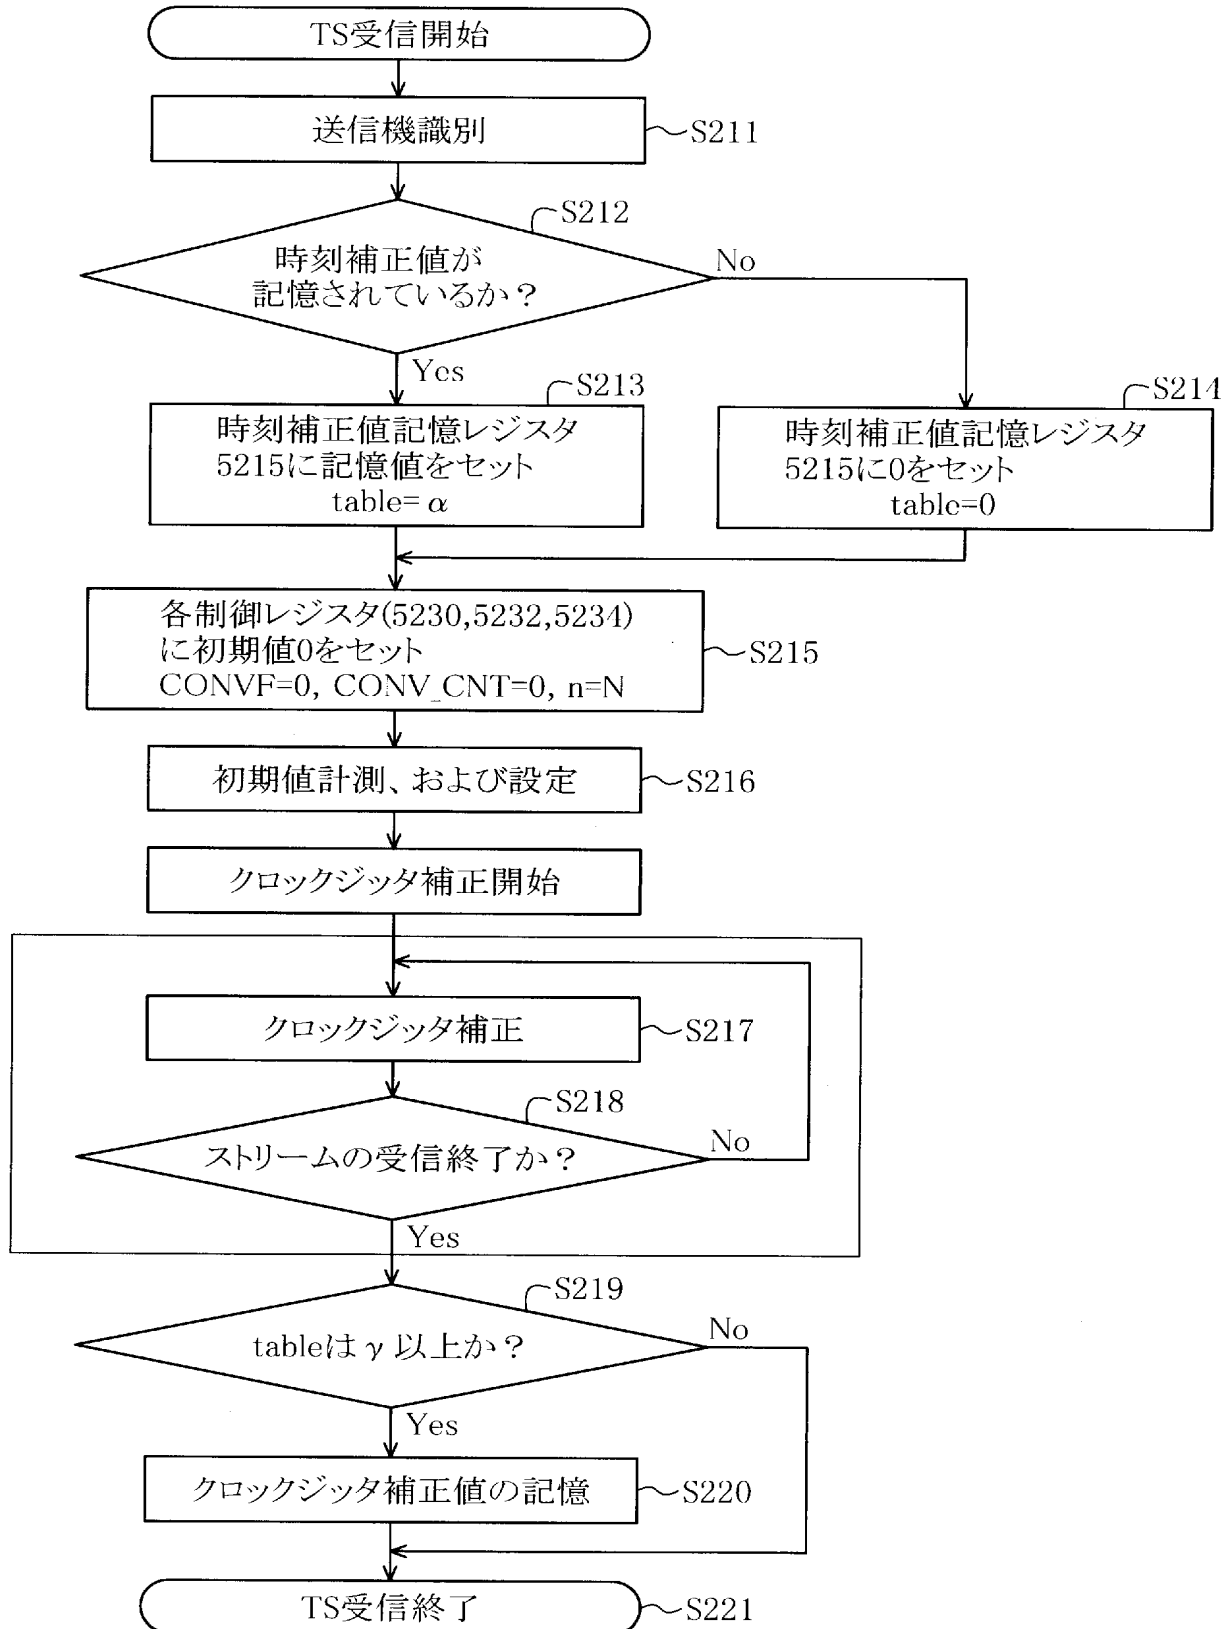 TS受信開始
送信機識別
S211
S212
時刻補正値が
記憶されているか？
No
Yes
S213
時刻補正値記憶レジスタ
5215に記憶値をセット
table=α
S214
時刻補正値記憶レジスタ
5215に0をセット
table=0
各制御レジスタ(5230,5232,5234)
に初期値0をセット
CONVF=0, CONV_CNT=0, n=N
S215
初期値計測、および設定
S216
クロックジッタ補正開始
クロックジッタ補正
S217
S218
ストリームの受信終了か？
No
Yes
S219
tableはγ以上か？
No
Yes
クロックジッタ補正値の記憶
S220
TS受信終了
S221